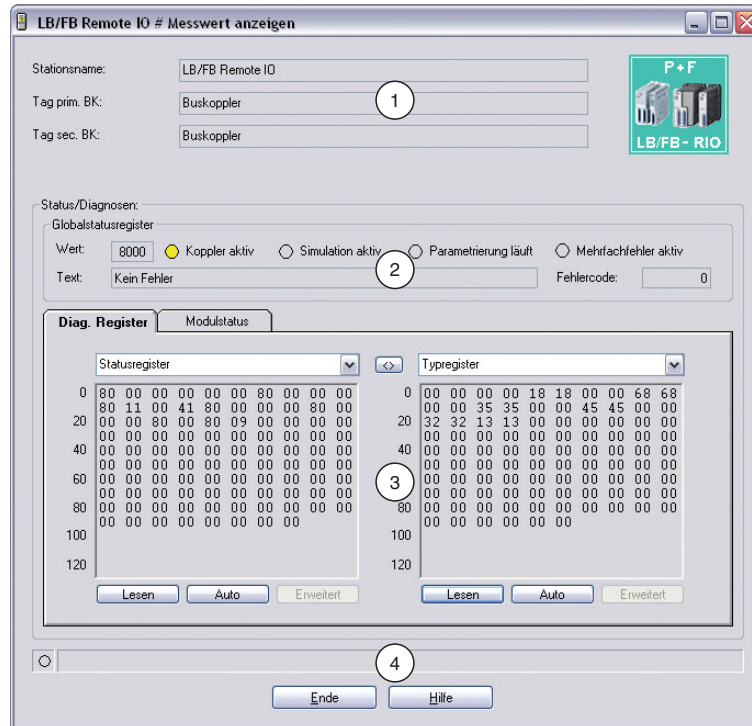 LB/FB Remote IO # Messwert anzeigen
Stationsname: LB/FB Remote IO
Tag prim. BK: Buskoppler
Tag sec. BK: Buskoppler
1
P+F
LB/FB - RIO
Status/Diagnosen:
Globalstatusregister
Wert: 8000 Koppler aktiv Simulation aktiv Parametrierung läuft Mehrfachfehler aktiv
2
Text: Kein Fehler Fehlercode: 0
Diag. Register Modulstatus
Statusregister <> Typregister
0 80 00 00 00 00 00 80 00 00 00
80 11 00 41 80 00 00 00 80 00
20 00 00 80 00 80 09 00 00 00 00
00 00 00 00 00 00 00 00 00 00
40 00 00 00 00 00 00 00 00 00 00
00 00 00 00 00 00 00 00 00 00
60 00 00 00 00 00 00 00 00 00 00
00 00 00 00 00 00 00 00 00 00
80 00 00 00 00 00 00 00 00 00 00
00 00 00 00 00 00 00 00
100
120
0 00 00 00 00 18 18 00 00 68 68
00 00 35 35 00 00 45 45 00 00
20 32 32 13 13 00 00 00 00 00 00
00 00 00 00 00 00 00 00 00 00
40 00 00 00 00 00 00 00 00 00 00
00 00 00 00 00 00 00 00 00 00
00 00 00 00 00 00 00 00 00 00
3
00 00 00 00 00 00 00 00 00 00
80 00 00 00 00 00 00 00 00 00 00
00 00 00 00 00 00
100
120
Lesen Auto Erweitert Lesen Auto Erweitert
4
Ende Hilfe